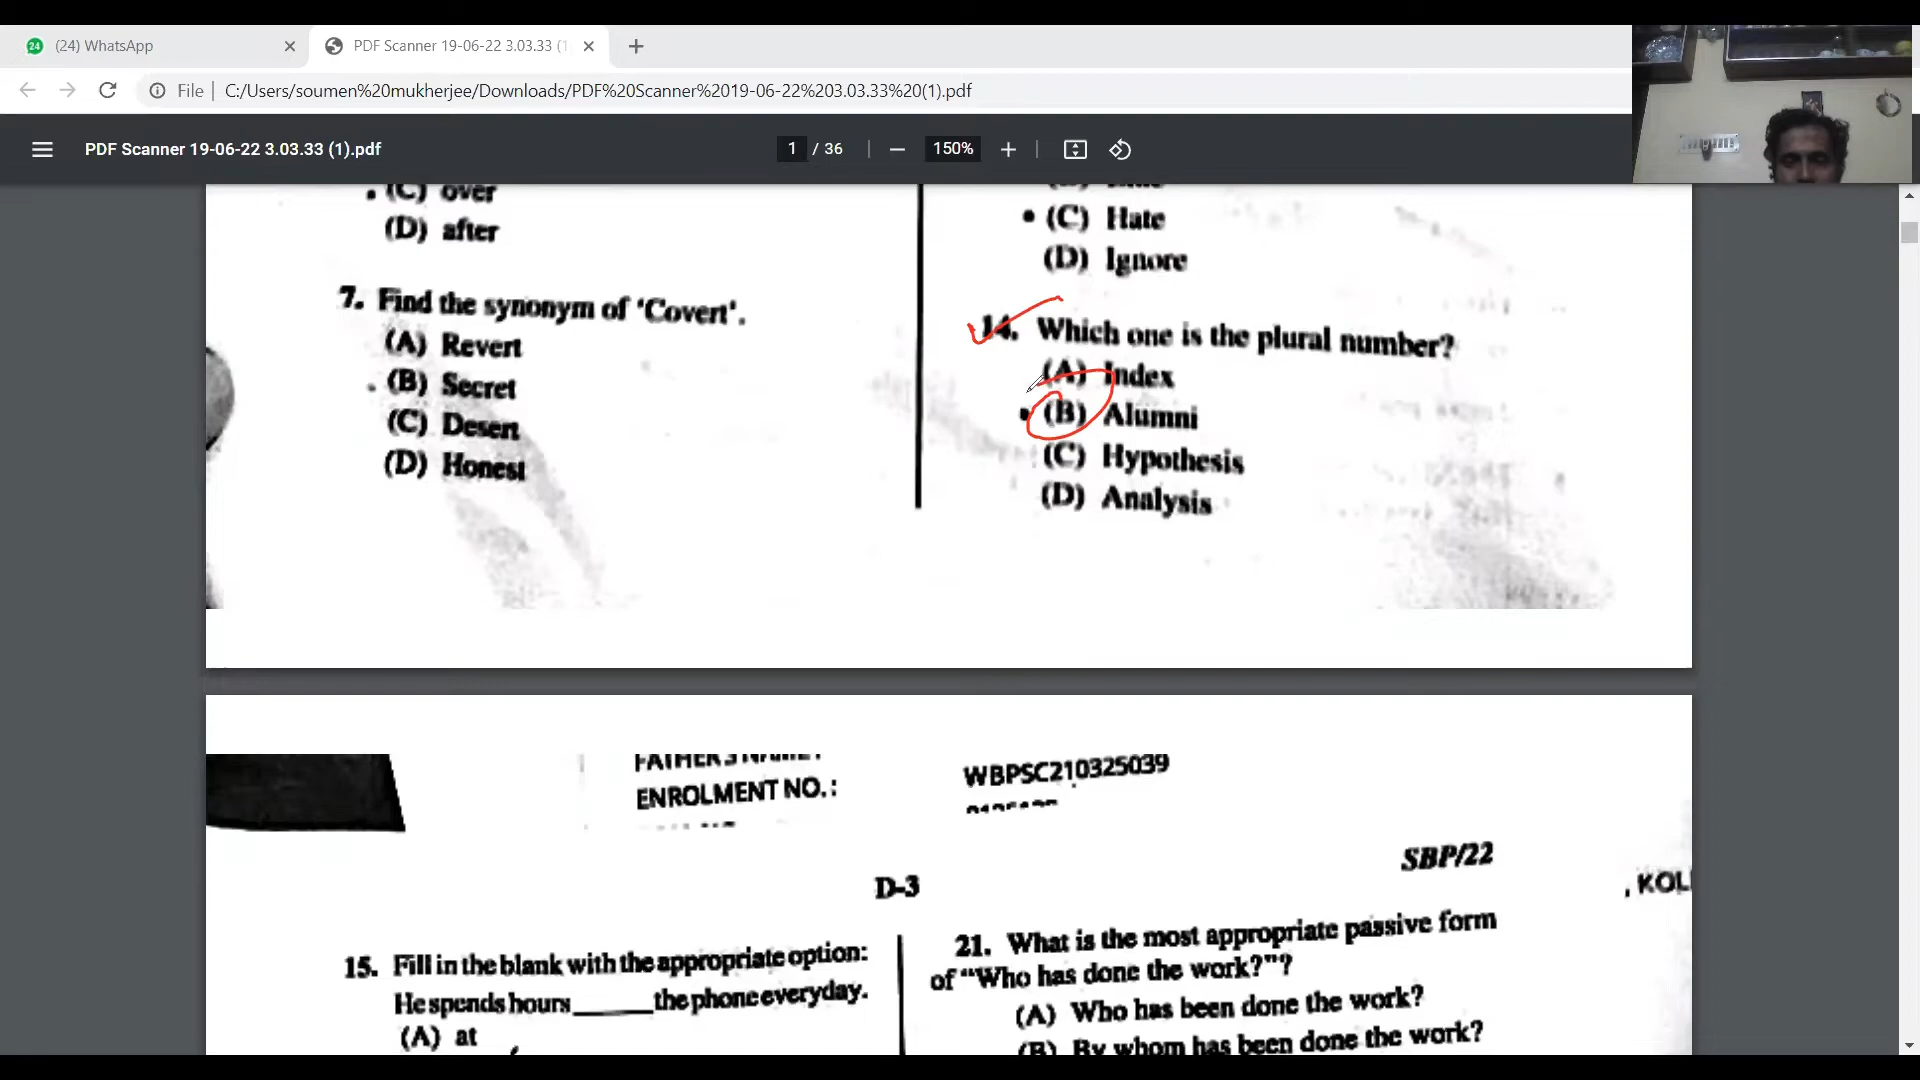 (24) WhatsApp
PDF Scanner 19-06-22 3.03.33 (1
File
C:/Users/soumen%20mukherjee/Downloads/PDF%20Scanner%2019-06-22%203.03.33%20(1).pdf
PDF Scanner 19-06-22 3.03.33 (1).pdf
1 / 36
150%
(C) over
(D) after
7. Find the synonym of 'Covert'.
(A) Revert
(B) Secret
(C) Desert
(D) Honest
(C) Hate
(D) Ignore
14. Which one is the plural number?
(A) Index
(B) Alumni
(C) Hypothesis
(D) Analysis
FATHER'S NAME:
ENROLMENT NO. :
WBPSC210325039
SBP/22
, KOL
D-3
15. Fill in the blank with the appropriate option:
He spends hours ______ the phone everyday.
(A) at
21. What is the most appropriate passive form
of "Who has done the work?"?
(A) Who has been done the work?
(B) By whom has been done the work?